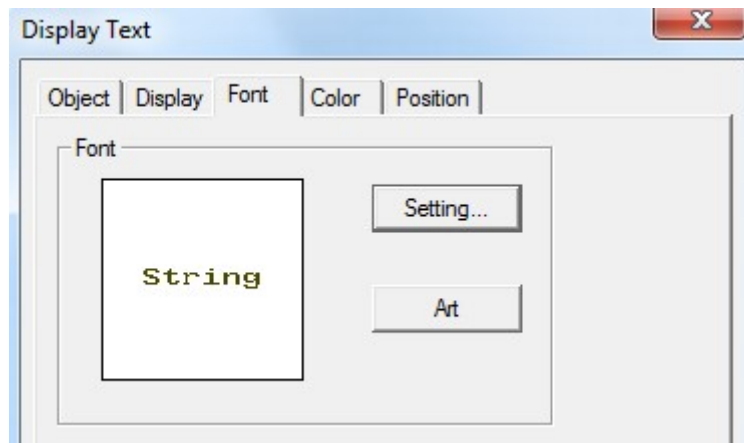 Display Text
Object Display Font Color Position
Font
Setting...
String
Art